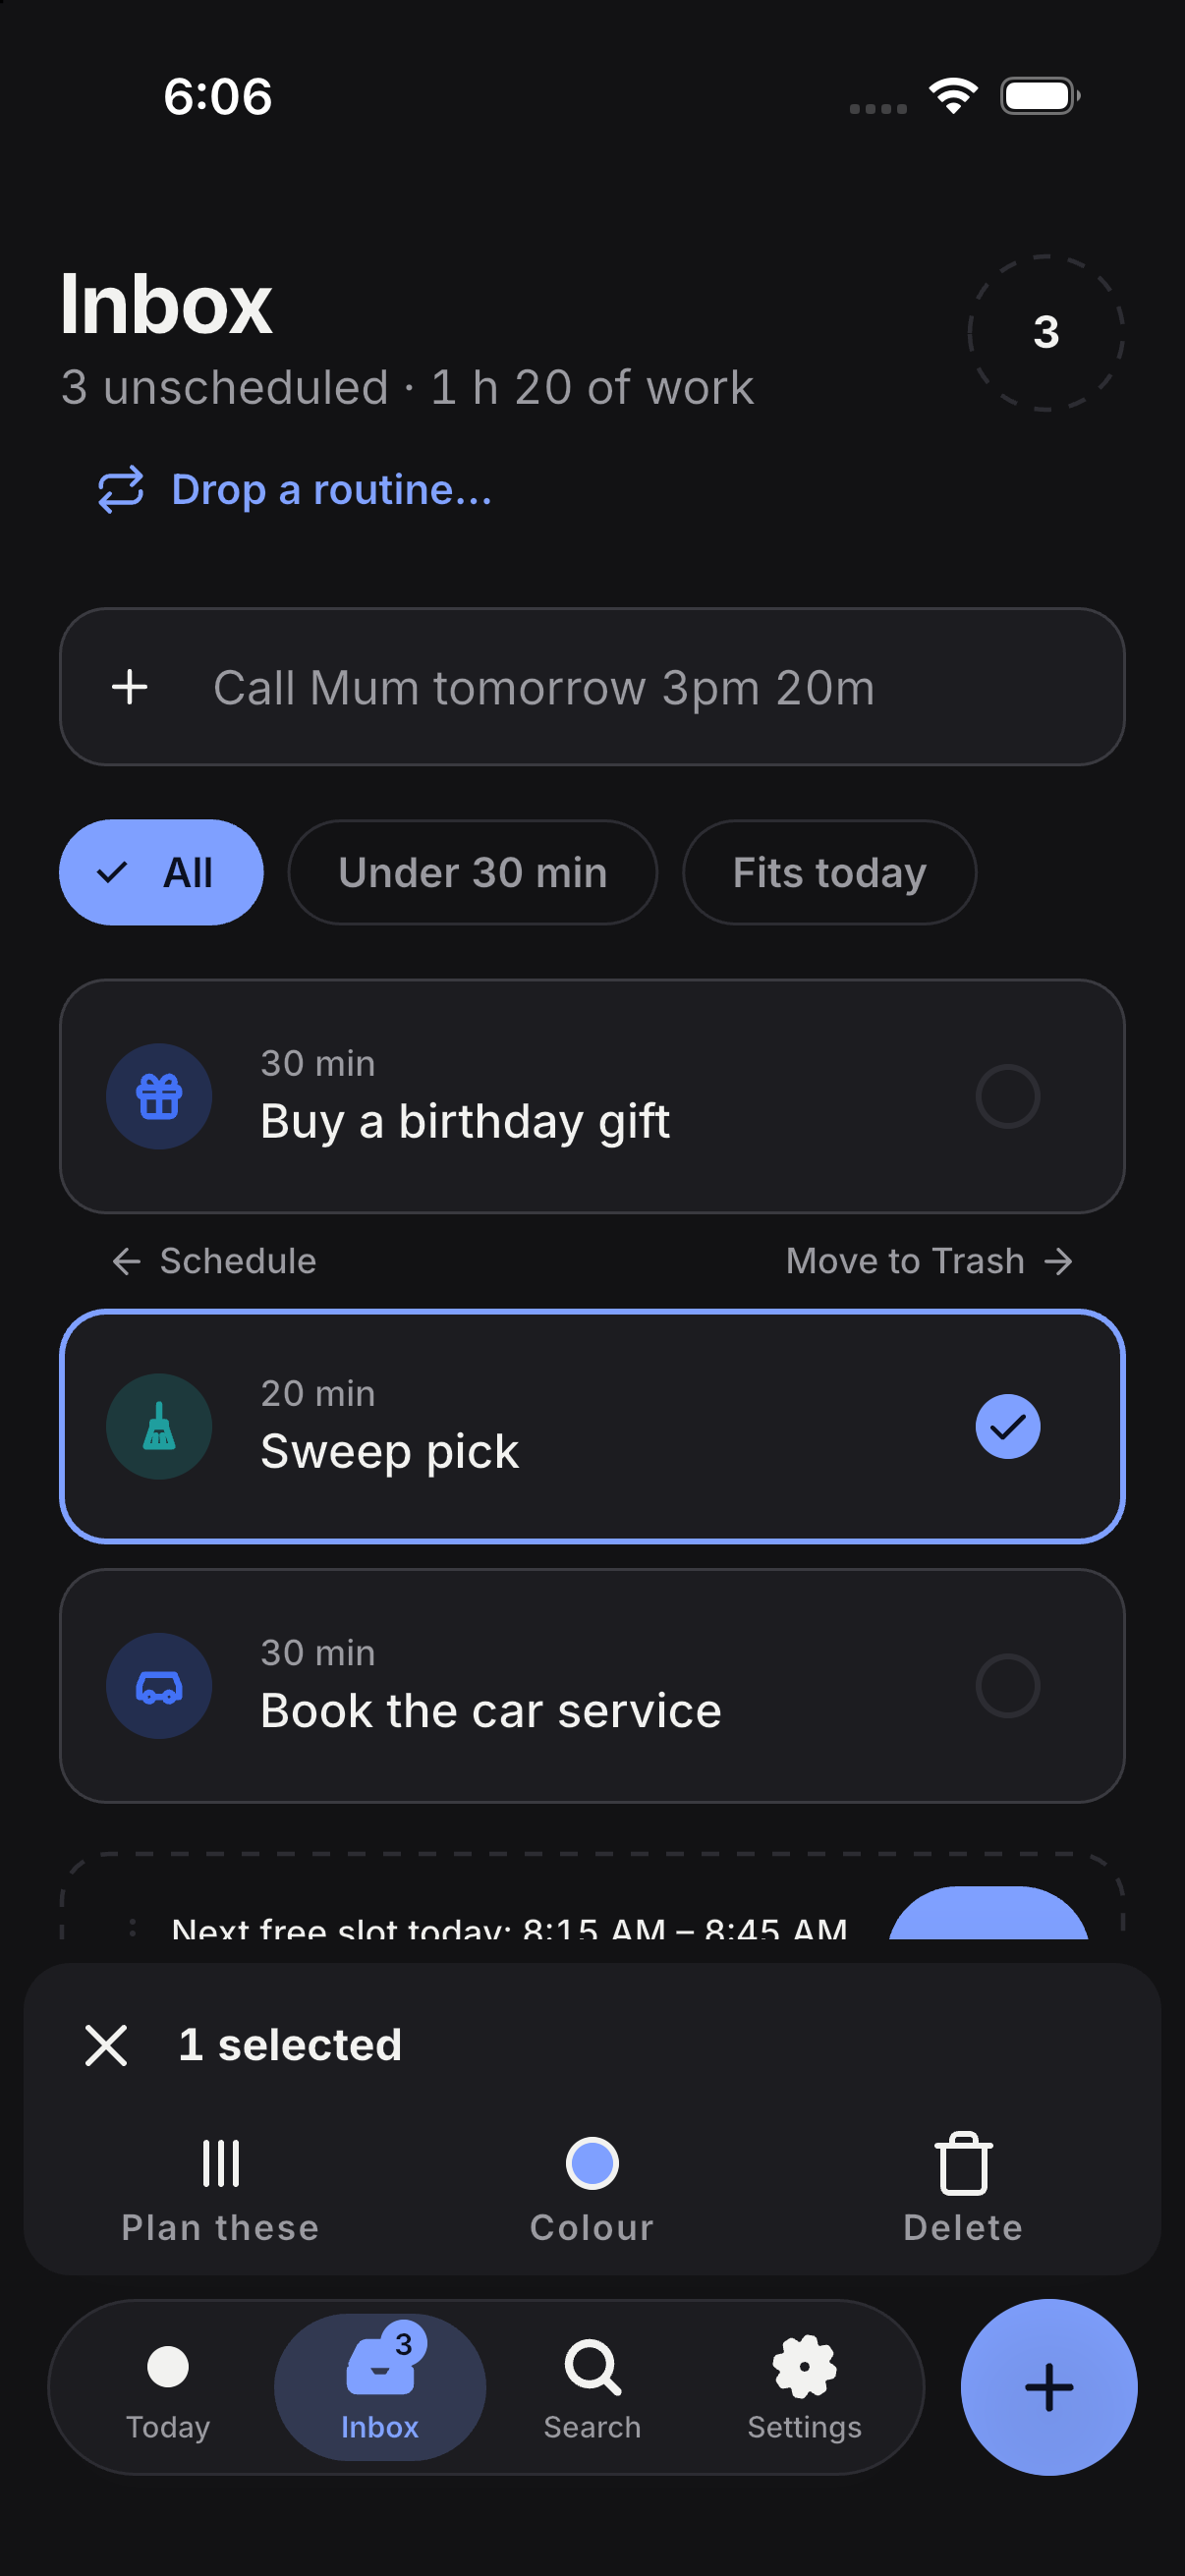 6:06
Inbox
3
3 unscheduled · 1 h 20 of work
Drop a routine…
Call Mum tomorrow 3pm 20m
All
Under 30 min
Fits today
30 min
Buy a birthday gift
← Schedule
Move to Trash →
20 min
Sweep pick
30 min
Book the car service
Next free slot today: 8:15 AM – 8:45 AM
1 selected
Plan these
Colour
Delete
3
Today
Inbox
Search
Settings